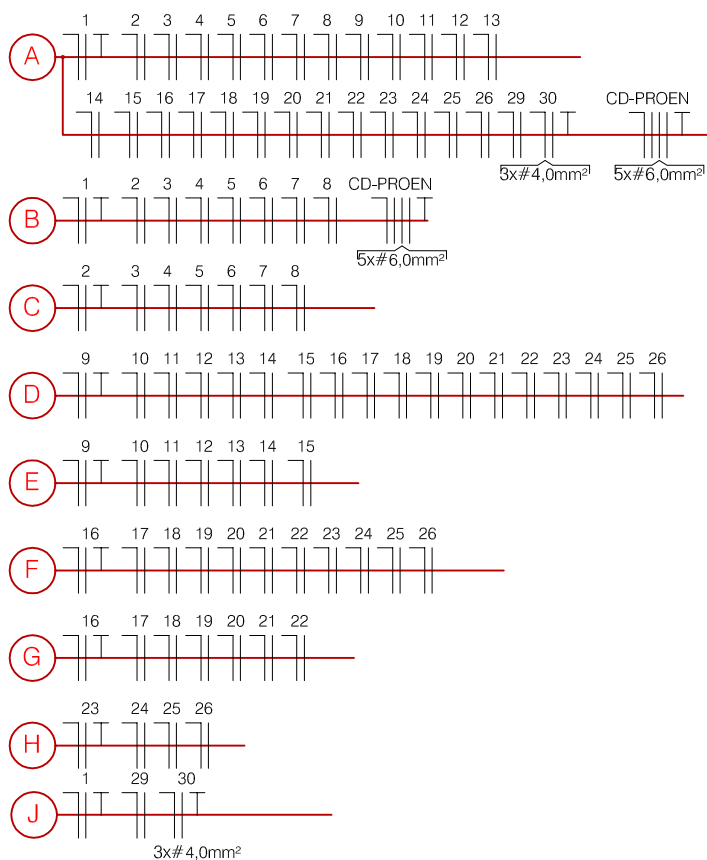 1 2 3 4 5 6 7 8 9 10 11 12 13
A
14 15 16 17 18 19 20 21 22 23 24 25 26 29 30 CD-PROEN
3x#4,0mm² 5x#6,0mm²
1 2 3 4 5 6 7 8 CD-PROEN
B
5x#6,0mm²
2 3 4 5 6 7 8
C
9 10 11 12 13 14 15 16 17 18 19 20 21 22 23 24 25 26
D
9 10 11 12 13 14 15
E
16 17 18 19 20 21 22 23 24 25 26
F
16 17 18 19 20 21 22
G
23 24 25 26
H
1 29 30
J
3x#4,0mm²